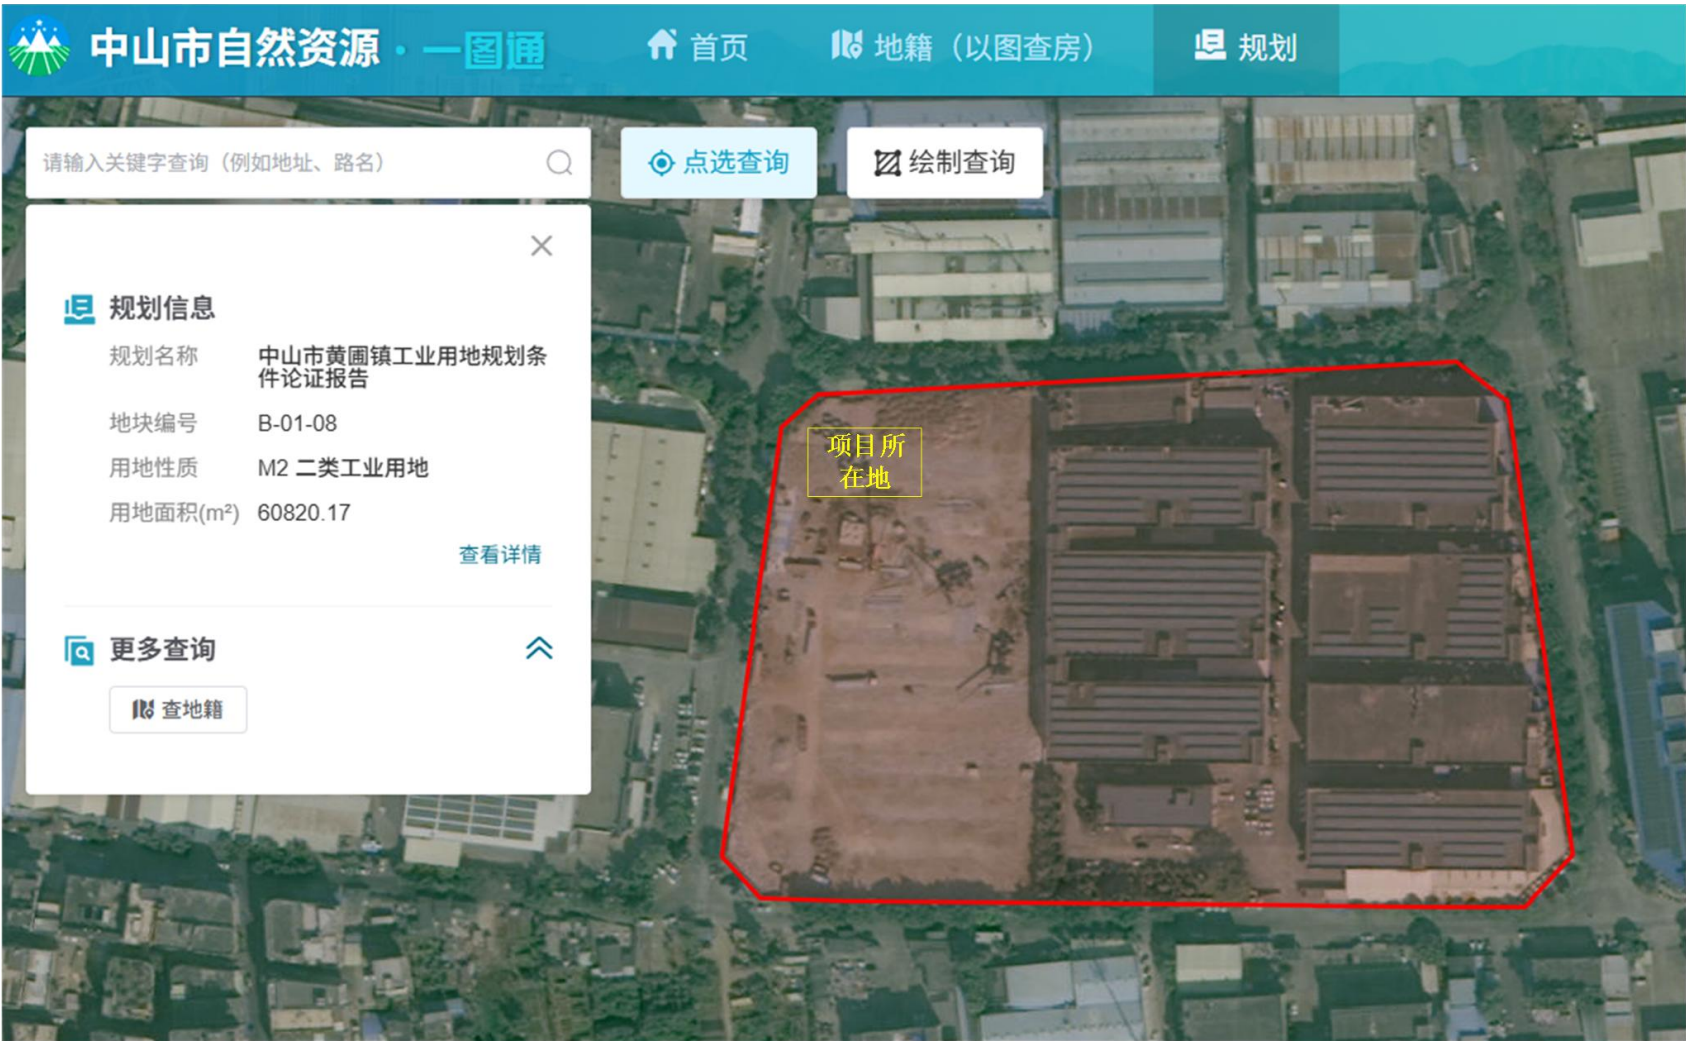 中山市自然资源·一图通
首页
地籍（以图查房）
规划
请输入关键字查询（例如地址、路名）
点选查询
绘制查询
规划信息
规划名称 中山市黄圃镇工业用地规划条
件论证报告
地块编号 B-01-08
用地性质 M2 二类工业用地
用地面积(m²) 60820.17
查看详情
更多查询
查地籍
项目所
在地